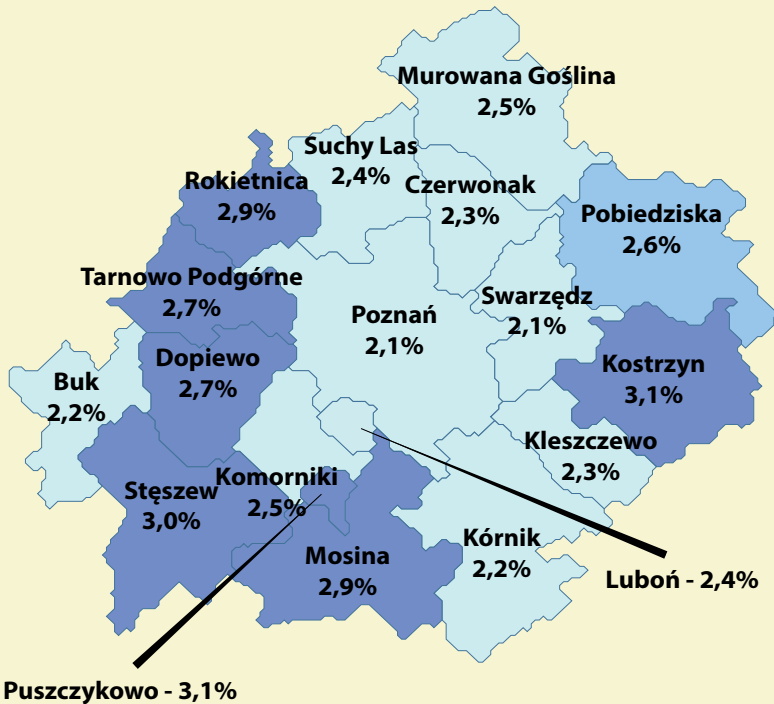 Murowana Goślina
2,5%
Suchy Las
2,4%
Rokietnica
2,9%
Czerwonak
2,3%
Pobiedziska
2,6%
Tarnowo Podgórne
2,7%
Swarzędz
2,1%
Poznań
2,1%
Dopiewo
2,7%
Kostrzyn
3,1%
Buk
2,2%
Kleszczewo
2,3%
Komorniki
2,5%
Stęszew
3,0%
Kórnik
2,2%
Mosina
2,9%
Luboń - 2,4%
Puszczykowo - 3,1%